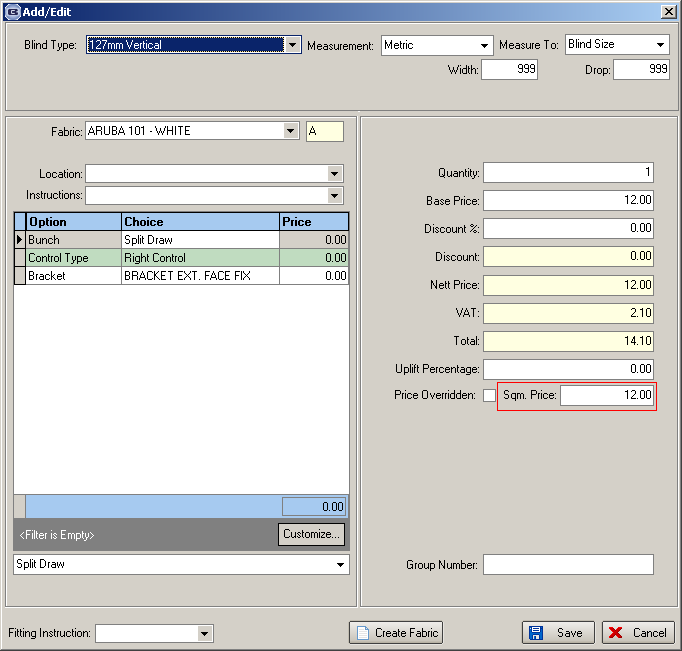 Add/Edit
Blind Type: 127mm Vertical Measurement: Metric Measure To: Blind Size
Width: 999 Drop: 999
Fabric: ARUBA 101 - WHITE A
Location:
Instructions:
Option Choice Price
Bunch Split Draw 0.00
Control Type Right Control 0.00
Bracket BRACKET EXT. FACE FIX 0.00
0.00
<Filter is Empty> Customize...
Split Draw
Quantity: 1
Base Price: 12.00
Discount %: 0.00
Discount: 0.00
Nett Price: 12.00
VAT: 2.10
Total: 14.10
Uplift Percentage: 0.00
Price Overridden: Sqm. Price: 12.00
Group Number:
Fitting Instruction: Create Fabric Save Cancel